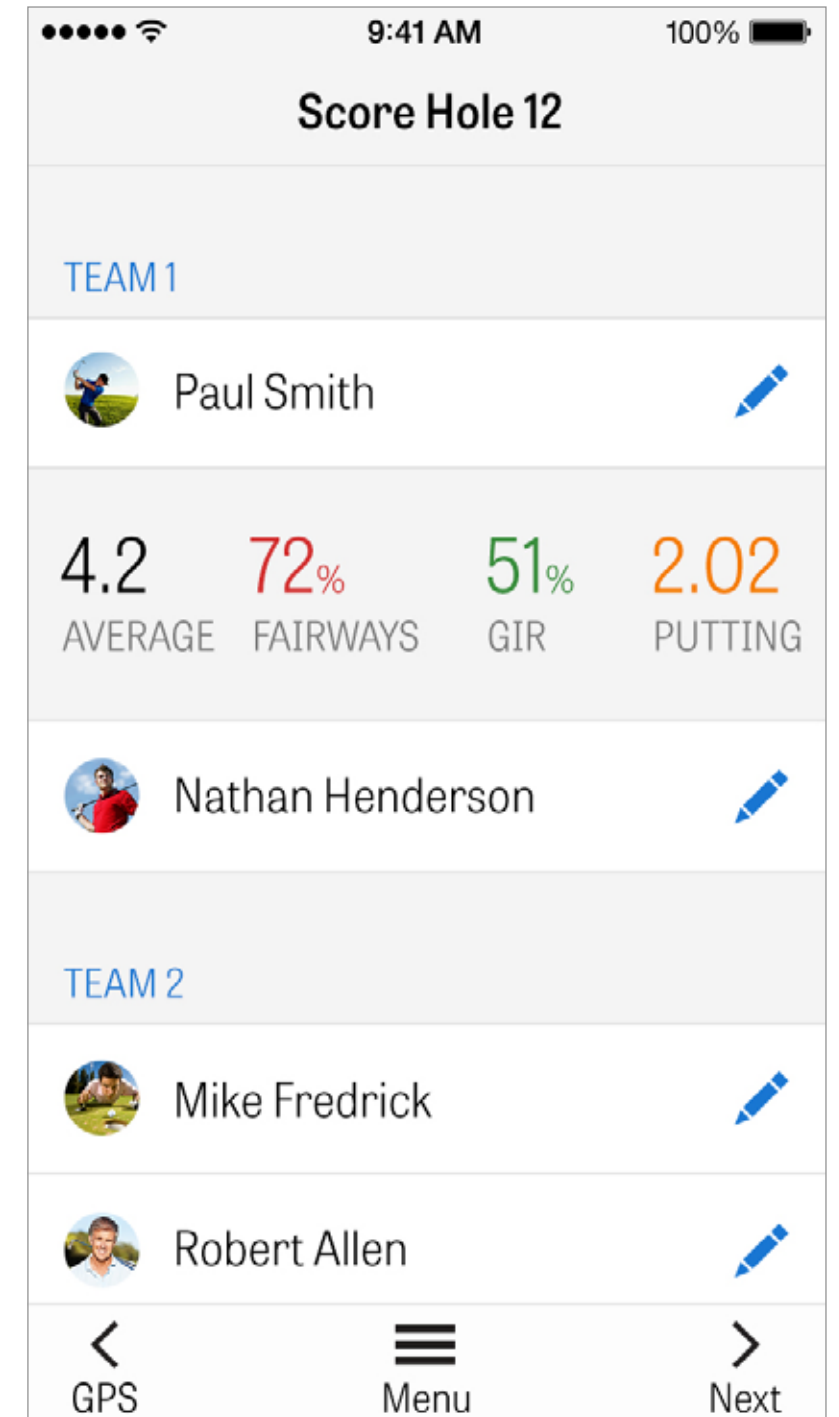 9:41 AM 100%
Score Hole 12
TEAM 1
Paul Smith
4.2 72% 51% 2.02
AVERAGE FAIRWAYS GIR PUTTING
Nathan Henderson
TEAM 2
Mike Fredrick
Robert Allen
GPS Menu Next